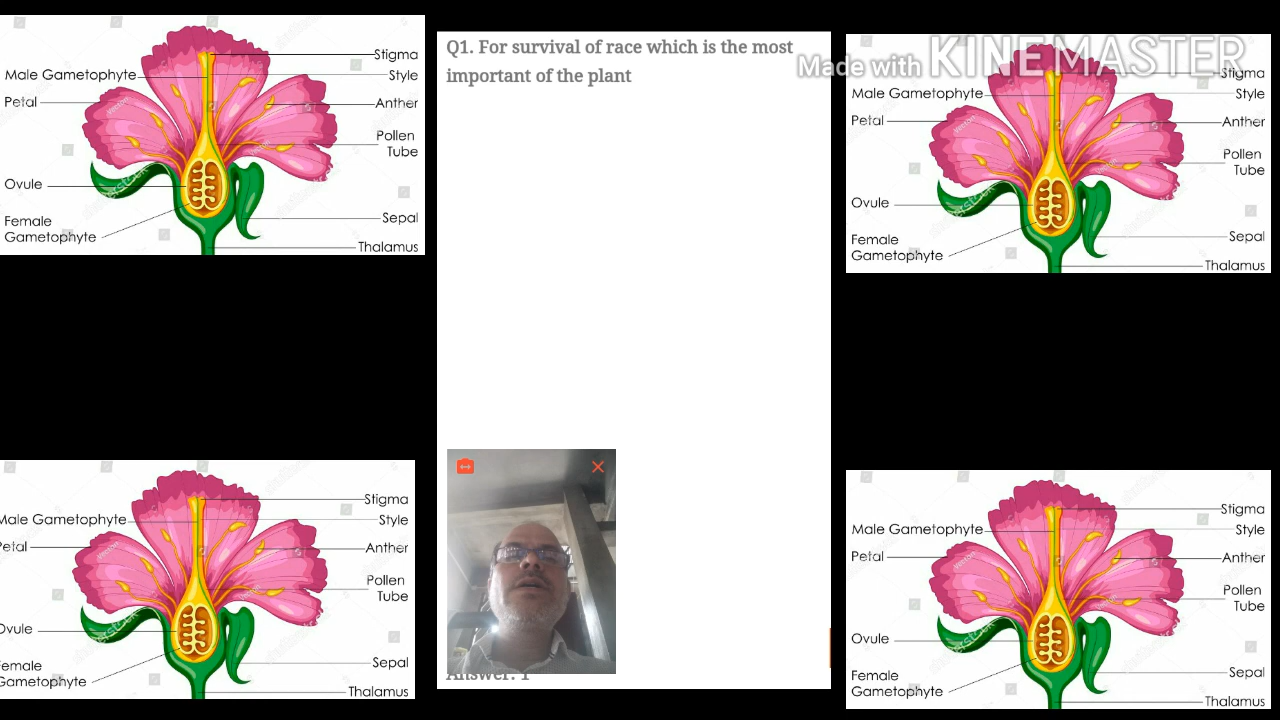 Stigma
Male Gametophyte
Style
Petal
Anther
Pollen
Tube
Ovule
Female
Gametophyte
Sepal
Thalamus
Q1. For survival of race which is the most
important of the plant
Answer: 1
Made with KINEMASTER
Stigma
Male Gametophyte
Style
Petal
Anther
Pollen
Tube
Ovule
Female
Gametophyte
Sepal
Thalamus
Stigma
Male Gametophyte
Style
Petal
Anther
Pollen
Tube
Ovule
Female
Gametophyte
Sepal
Thalamus
Stigma
Male Gametophyte
Style
Petal
Anther
Pollen
Tube
Ovule
Female
Gametophyte
Sepal
Thalamus